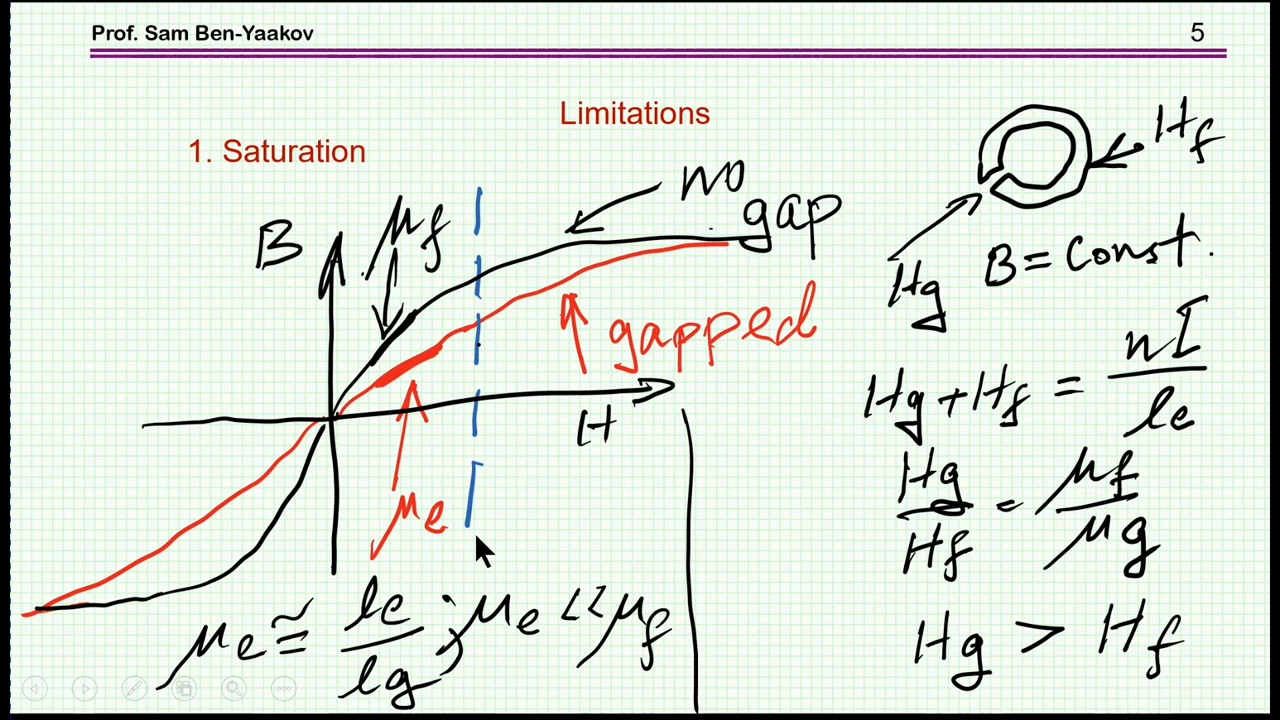 Prof. Sam Ben-Yaakov 5
Limitations
1. Saturation
B
μf
no
gap
gapped
H
μe
μe ≅ lc/lg ; μe << μf
Hf
Hg
B = const.
Hg + Hf = nI/le
Hg/Hf = μf/μg
Hg > Hf